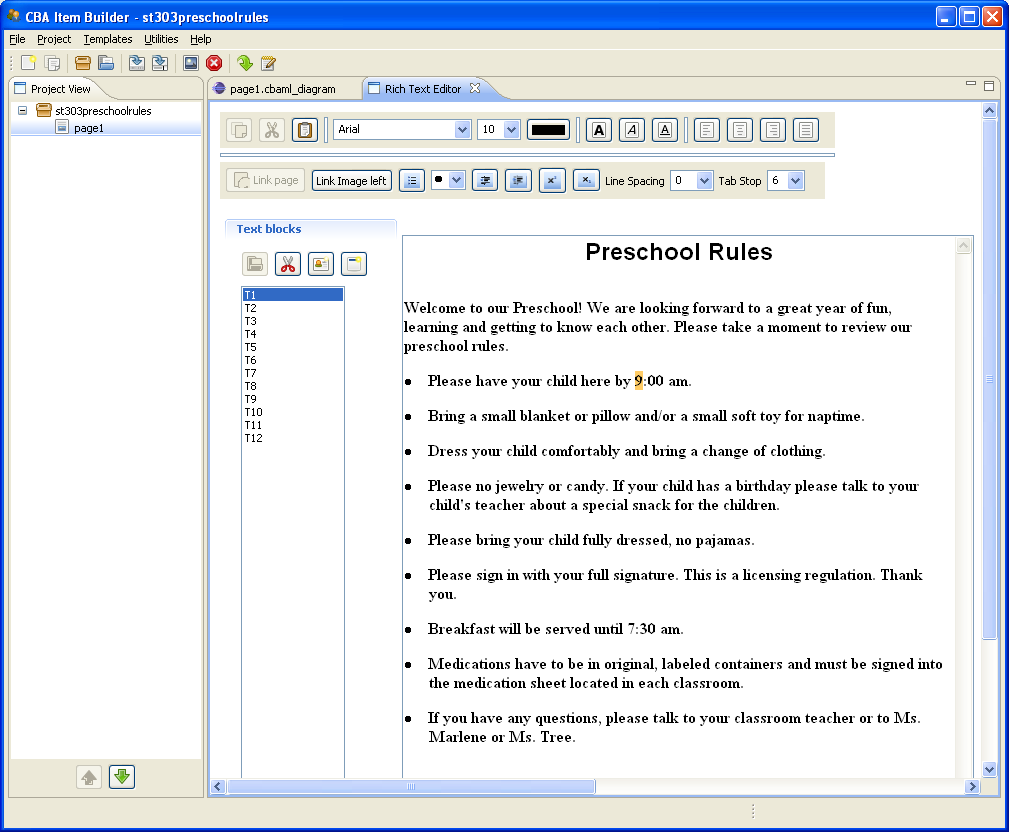 CBA Item Builder - st303preschoolrules
File Project Templates Utilities Help
Project View
page1.cbaml_diagram
Rich Text Editor
st303preschoolrules
page1
Arial
10
A A A
Link page
Link Image left
Line Spacing
0
Tab Stop
6
Text blocks
T1
T2
T3
T4
T5
T6
T7
T8
T9
T10
T11
T12
Preschool Rules
Welcome to our Preschool! We are looking forward to a great year of fun,
learning and getting to know each other. Please take a moment to review our
preschool rules.
● Please have your child here by 9:00 am.
● Bring a small blanket or pillow and/or a small soft toy for naptime.
● Dress your child comfortably and bring a change of clothing.
● Please no jewelry or candy. If your child has a birthday please talk to your
child's teacher about a special snack for the children.
● Please bring your child fully dressed, no pajamas.
● Please sign in with your full signature. This is a licensing regulation. Thank
you.
● Breakfast will be served until 7:30 am.
● Medications have to be in original, labeled containers and must be signed into
the medication sheet located in each classroom.
● If you have any questions, please talk to your classroom teacher or to Ms.
Marlene or Ms. Tree.